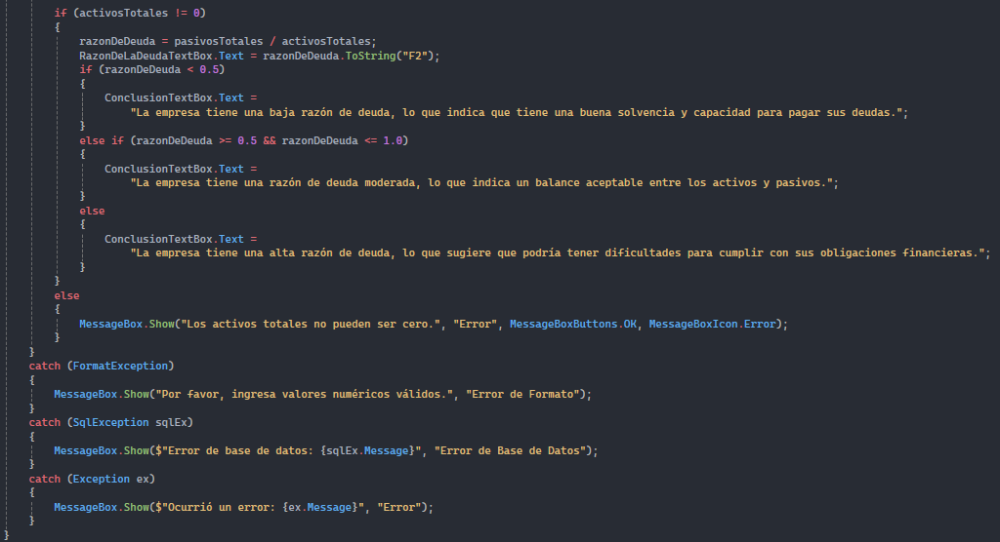 if (activosTotales != 0)
{
razonDeDeuda = pasivosTotales / activosTotales;
RazonDeLaDeudaTextBox.Text = razonDeDeuda.ToString("F2");
if (razonDeDeuda < 0.5)
{
ConclusionTextBox.Text =
"La empresa tiene una baja razón de deuda, lo que indica que tiene una buena solvencia y capacidad para pagar sus deudas.";
}
else if (razonDeDeuda >= 0.5 && razonDeDeuda <= 1.0)
{
ConclusionTextBox.Text =
"La empresa tiene una razón de deuda moderada, lo que indica un balance aceptable entre los activos y pasivos.";
}
else
{
ConclusionTextBox.Text =
"La empresa tiene una alta razón de deuda, lo que sugiere que podría tener dificultades para cumplir con sus obligaciones financieras.";
}
}
else
{
MessageBox.Show("Los activos totales no pueden ser cero.", "Error", MessageBoxButtons.OK, MessageBoxIcon.Error);
}
}
catch (FormatException)
{
MessageBox.Show("Por favor, ingresa valores numéricos válidos.", "Error de Formato");
}
catch (SqlException sqlEx)
{
MessageBox.Show($"Error de base de datos: {sqlEx.Message}", "Error de Base de Datos");
}
catch (Exception ex)
{
MessageBox.Show($"Ocurrió un error: {ex.Message}", "Error");
}
}